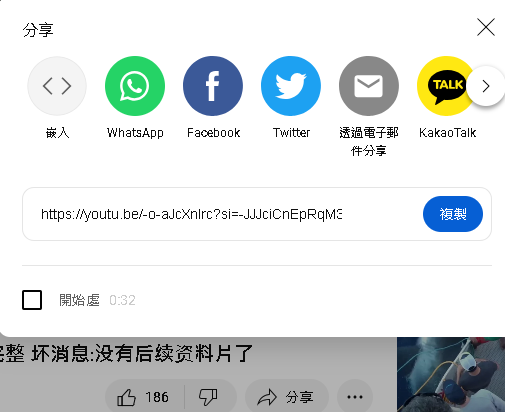 分享
TALK
嵌入
WhatsApp
Facebook
Twitter
透過電子郵
件分享
KakaoTalk
https://youtu.be/-o-aJcXnIrc?si=-JJJciCnEpRqM3
複製
開始處 0:32
完整 坏消息:没有后续资料片了
186
分享